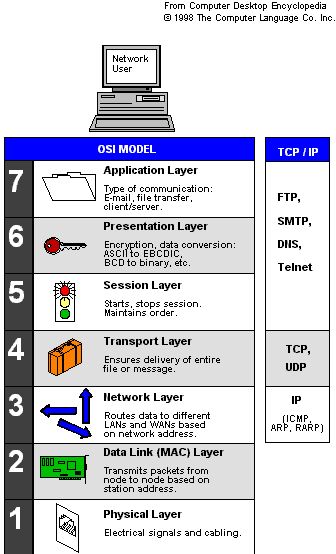 From Computer Desktop Encyclopedia
© 1998 The Computer Language Co. Inc.
Network
User
OSI MODEL
7
Application Layer
Type of communication:
E-mail, file transfer,
client/server.
6
Presentation Layer
Encryption, data conversion:
ASCII to EBCDIC,
BCD to binary, etc.
5
Session Layer
Starts, stops session.
Maintains order.
4
Transport Layer
Ensures delivery of entire
file or message.
3
Network Layer
Routes data to different
LANs and WANs based
on network address.
2
Data Link (MAC) Layer
Transmits packets from
node to node based on
station address.
1
Physical Layer
Electrical signals and cabling.
TCP / IP
FTP,
SMTP,
DNS,
Telnet
TCP,
UDP
IP
(ICMP,
ARP, RARP)